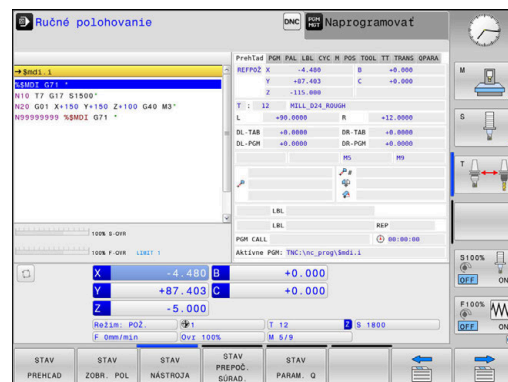 Ručné polohovanie
DNC
PGM MGT
Naprogramovať
Prehľad PGM PAL LBL CYC M POS TOOL TT TRANS QPARA
→$mdi.i
%$MDI G71 *
N10 T7 G17 S1500*
N20 G01 X+150 Y+150 Z+100 G40 M3*
N99999999 %$MDI G71 *
REFPOZ X -4.480 B +0.000
Y +87.403 C +0.000
Z -115.000
T : 12 MILL_D24_ROUGH
L +90.0000 R +12.0000
DL-TAB +0.0000 DR-TAB +0.0000
DL-PGM +0.0000 DR-PGM +0.0000
M5 M9
LBL
LBL REP
PGM CALL 00:00:00
Aktívne PGM: TNC:\nc_prog\$mdi.i
100% S-OVR
100% F-OVR LIMIT 1
X -4.480 B +0.000
Y +87.403 C +0.000
Z -5.000
Režim: POŽ. 1 T 12 Z S 1800
F 0mm/min Ovr 100% M 5/9
M
S
T
S100%
OFF ON
F100%
OFF ON
STAV PREHĽAD
STAV ZOBR. POL
STAV NÁSTROJA
STAV PREPOČ. SÚRAD.
STAV PARAM. Q